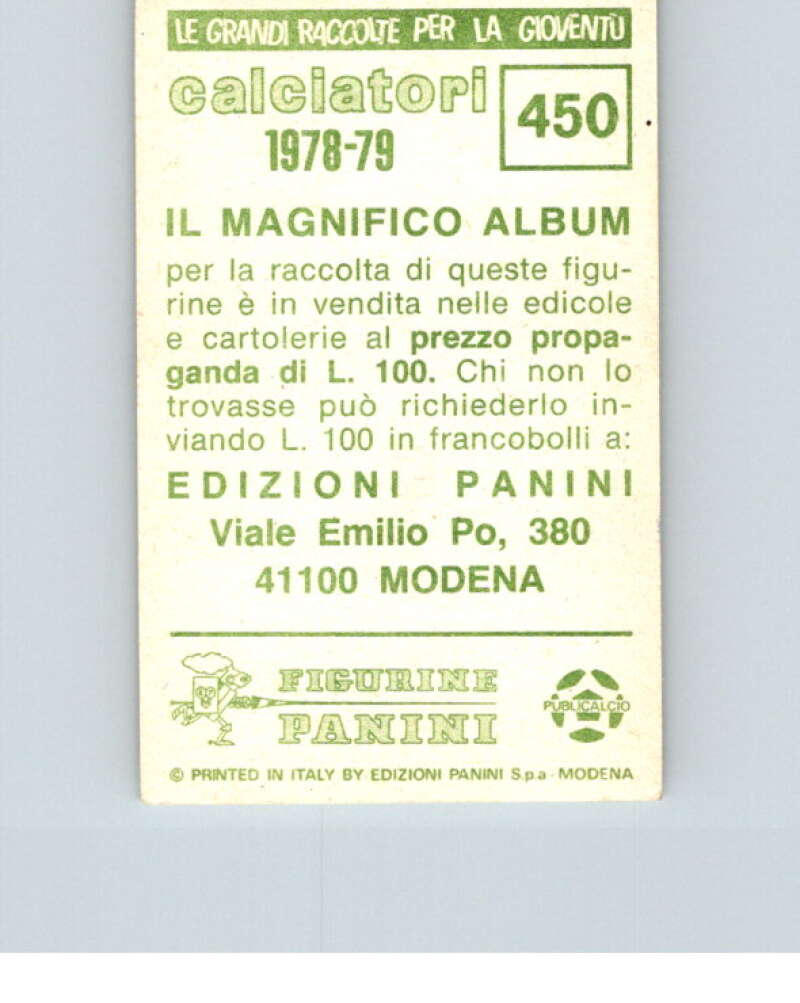 LE GRANDI RACCOLTE PER LA GIOVENTÙ
calciatori
1978-79
450
IL MAGNIFICO ALBUM
per la raccolta di queste figu-
rine è in vendita nelle edicole
e cartolerie al prezzo propa-
ganda di L. 100. Chi non lo
trovasse può richiederlo in-
viando L. 100 in francobolli a:
EDIZIONI PANINI
Viale Emilio Po, 380
41100 MODENA
FIGURINE
PANINI
PUBLICALCIO
© PRINTED IN ITALY BY EDIZIONI PANINI S.p.a - MODENA